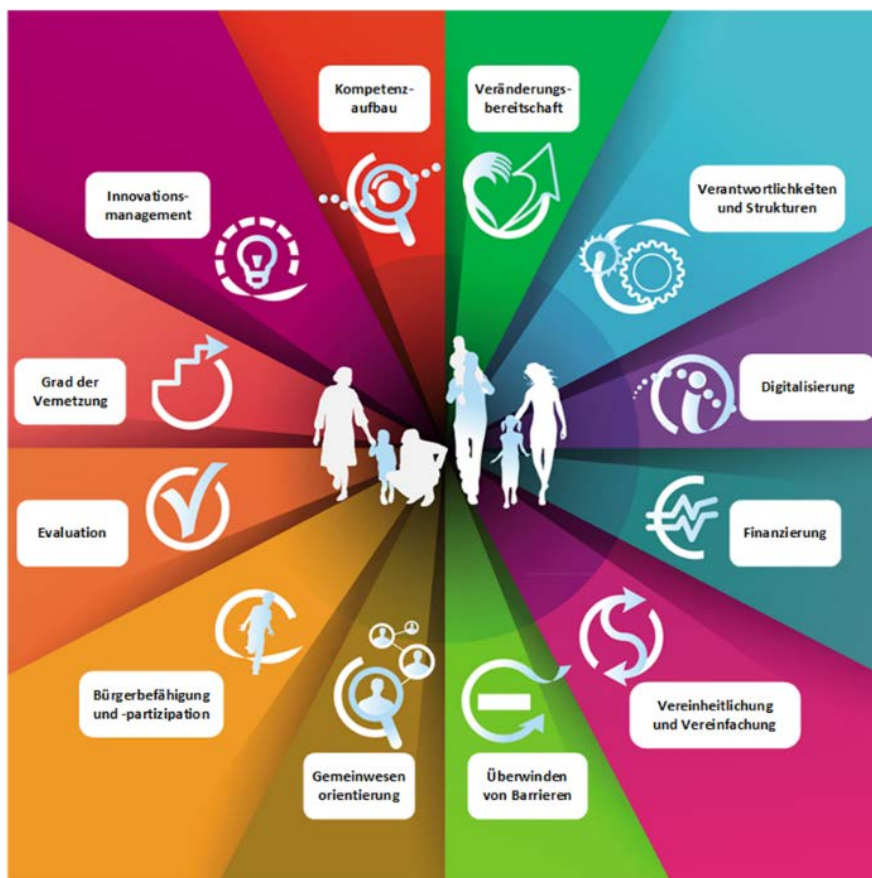 Kompetenz-
aufbau
Veränderungs-
bereitschaft
Verantwortlichkeiten
und Strukturen
Innovations-
management
Grad der
Vernetzung
Digitalisierung
Evaluation
Finanzierung
Bürgerbefähigung
und -partizipation
Vereinheitlichung
und Vereinfachung
Gemeinwesen
orientierung
Überwinden
von Barrieren